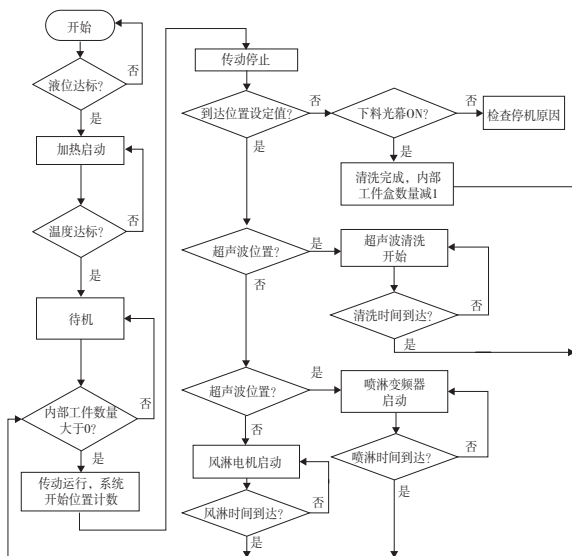 开始
液位达标?
否
是
加热启动
温度达标?
否
是
待机
内部工件数量
大于0?
否
是
传动运行，系统
开始位置计数
传动停止
到达位置设定值?
否
下料光幕ON?
否
检查停机原因
是
是
清洗完成，内部
工件盒数量减1
超声波位置?
是
超声波清洗
开始
否
清洗时间到达?
否
是
超声波位置?
是
喷淋变频器
启动
否
喷淋时间到达?
否
是
风淋电机启动
风淋时间到达?
否
是